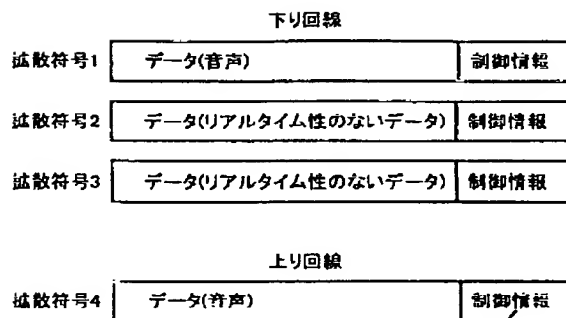 下り回線
拡散符号1 データ(音声) 制御情報
拡散符号2 データ(リアルタイム性のないデータ) 制御情報
拡散符号3 データ(リアルタイム性のないデータ) 制御情報
上り回線
拡散符号4 データ(音声) 制御情報